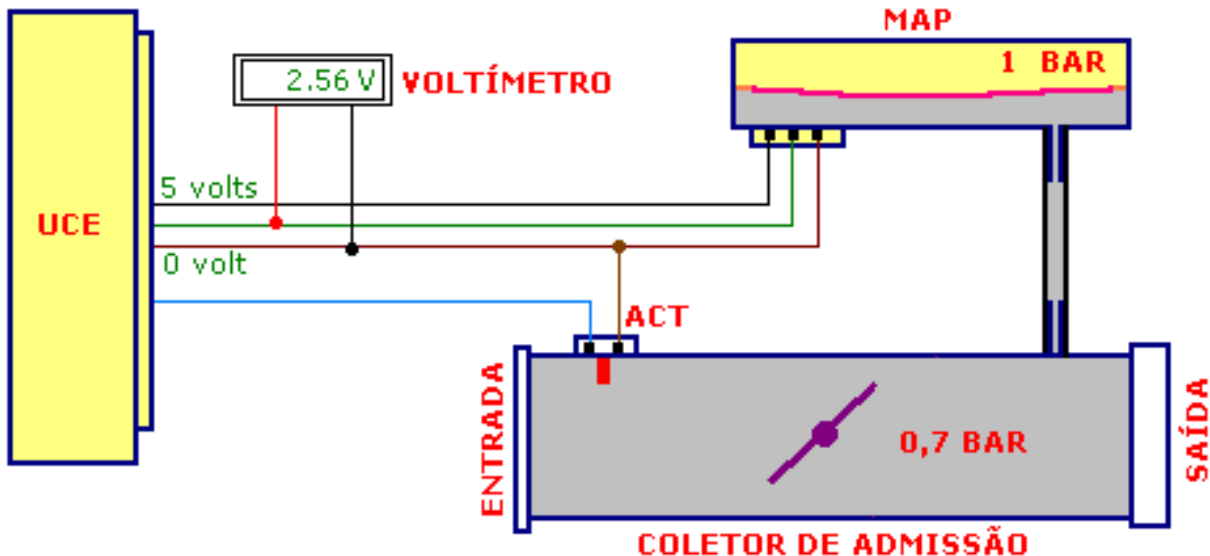 MAP
1 BAR
2.56 V
VOLTÍMETRO
5 volts
UCE
0 volt
ACT
ENTRADA
0,7 BAR
SAÍDA
COLETOR DE ADMISSÃO